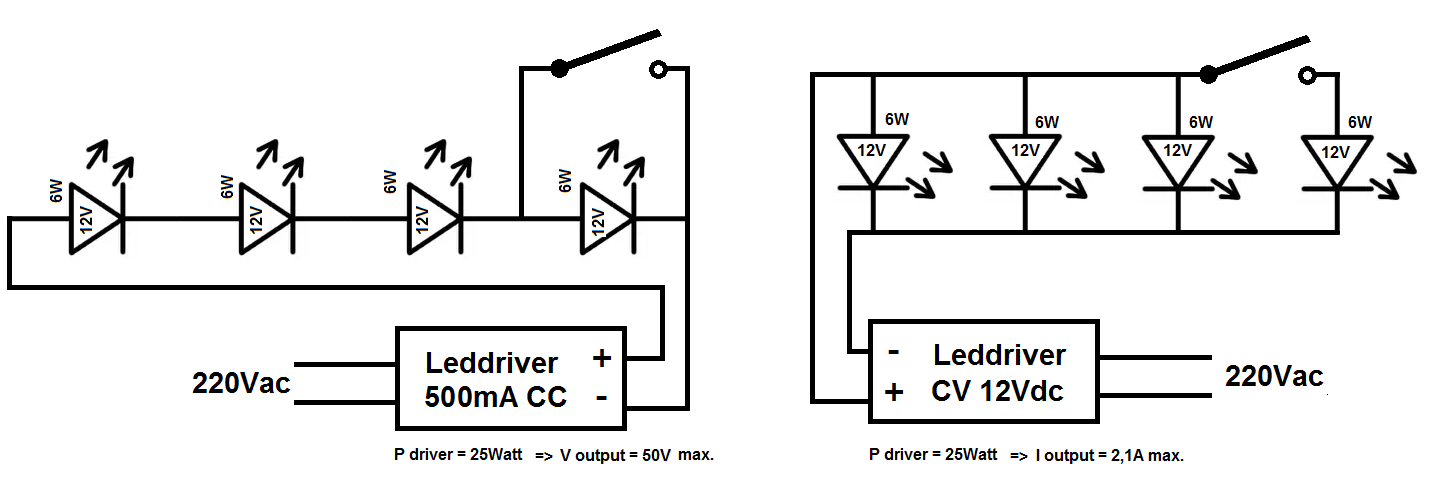 6W
12V
6W
12V
6W
12V
6W
12V
Leddriver +
500mA CC -
220Vac
P driver = 25Watt => V output = 50V max.
6W
12V
6W
12V
6W
12V
6W
12V
- Leddriver
+ CV 12Vdc
220Vac
P driver = 25Watt => I output = 2,1A max.